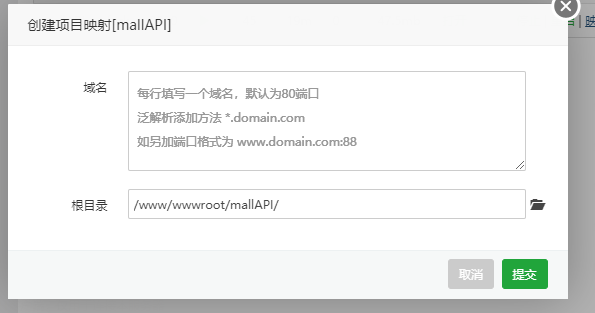 创建项目映射[mallAPI]
| 映
域名
每行填写一个域名，默认为80端口
泛解析添加方法 *.domain.com
如另加端口格式为 www.domain.com:88
根目录
/www/wwwroot/mallAPI/
取消
提交